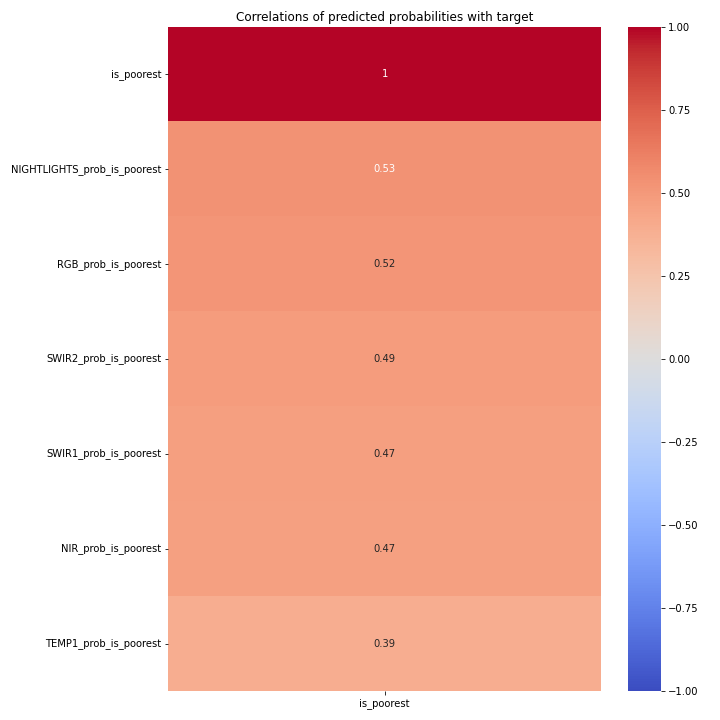 Correlations of predicted probabilities with target
is_poorest
1
NIGHTLIGHTS_prob_is_poorest
0.53
RGB_prob_is_poorest
0.52
SWIR2_prob_is_poorest
0.49
SWIR1_prob_is_poorest
0.47
NIR_prob_is_poorest
0.47
TEMP1_prob_is_poorest
0.39
is_poorest
1.00
0.75
0.50
0.25
0.00
−0.25
−0.50
−0.75
−1.00